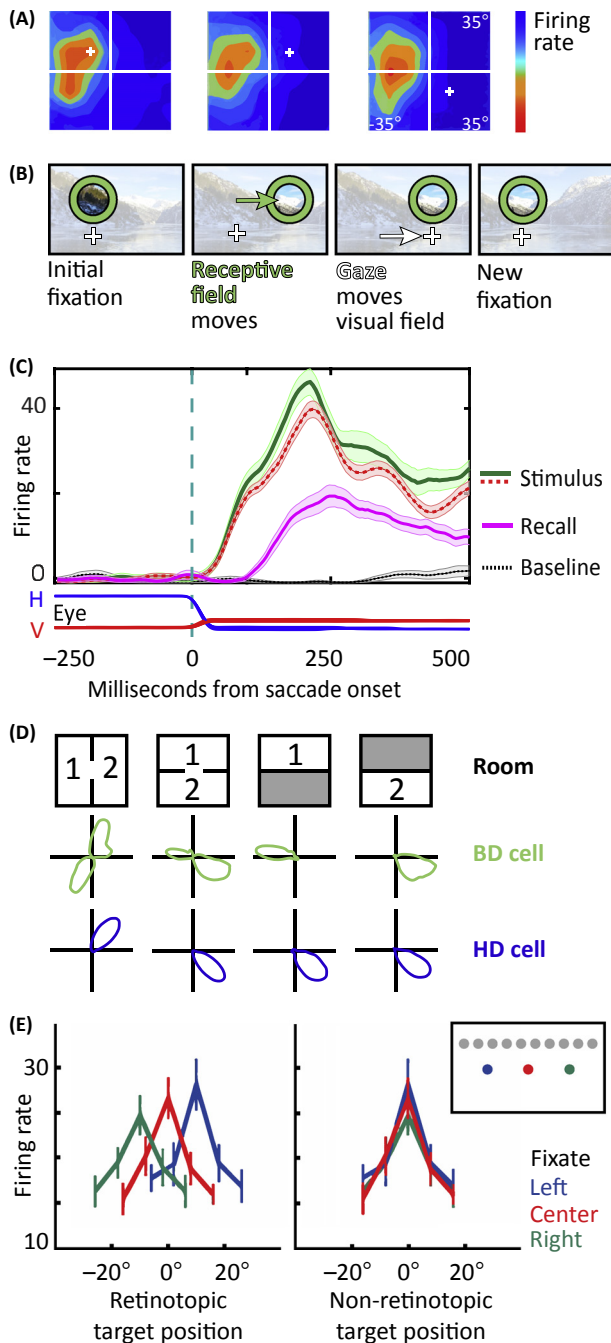 (A)
35°
-35°
35°
Firing
rate
(B)
Initial
fixation
Receptive
field
moves
Gaze
moves
visual field
New
fixation
(C)
Firing rate
40
0
Stimulus
Recall
Baseline
H
Eye
V
–250
0
250
500
Milliseconds from saccade onset
(D)
1 2
1
2
1
2
Room
BD cell
HD cell
(E)
Firing rate
30
10
–20° 0° 20°
Retinotopic
target position
–20° 0° 20°
Non-retinotopic
target position
Fixate
Left
Center
Right